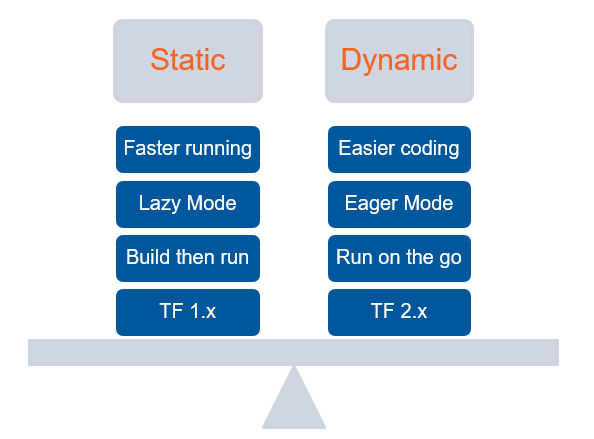 Static
Dynamic
Faster running
Easier coding
Lazy Mode
Eager Mode
Build then run
Run on the go
TF 1.x
TF 2.x